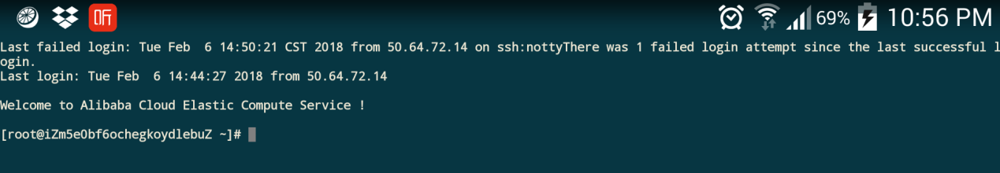 听 69% 10:56 PM
Last failed login: Tue Feb  6 14:50:21 CST 2018 from 50.64.72.14 on ssh:nottyThere was 1 failed login attempt since the last successful l
ogin.
Last login: Tue Feb  6 14:44:27 2018 from 50.64.72.14
Welcome to Alibaba Cloud Elastic Compute Service !
[root@iZm5e0bf6ochegkoydlebuZ ~]#